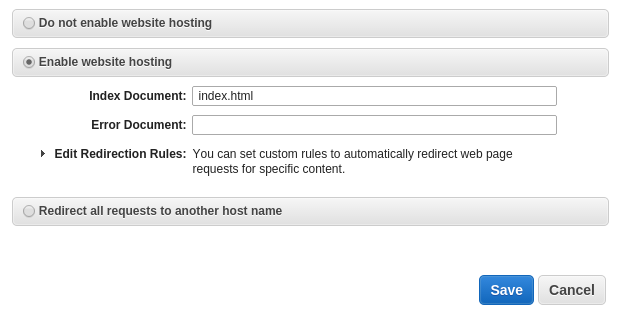 Do not enable website hosting
Enable website hosting
Index Document: index.html
Error Document:
Edit Redirection Rules: You can set custom rules to automatically redirect web page
requests for specific content.
Redirect all requests to another host name
Save Cancel